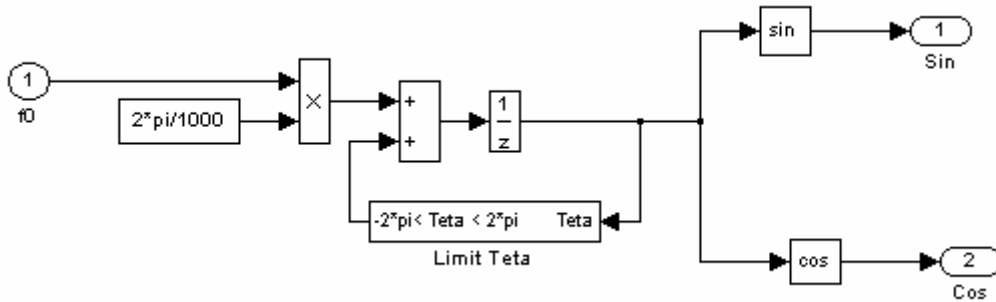 sin
1
Sin
1
f0
×
2*pi/1000
+
+
1
z
-2*pi< Teta < 2*pi Teta
Limit Teta
cos
2
Cos